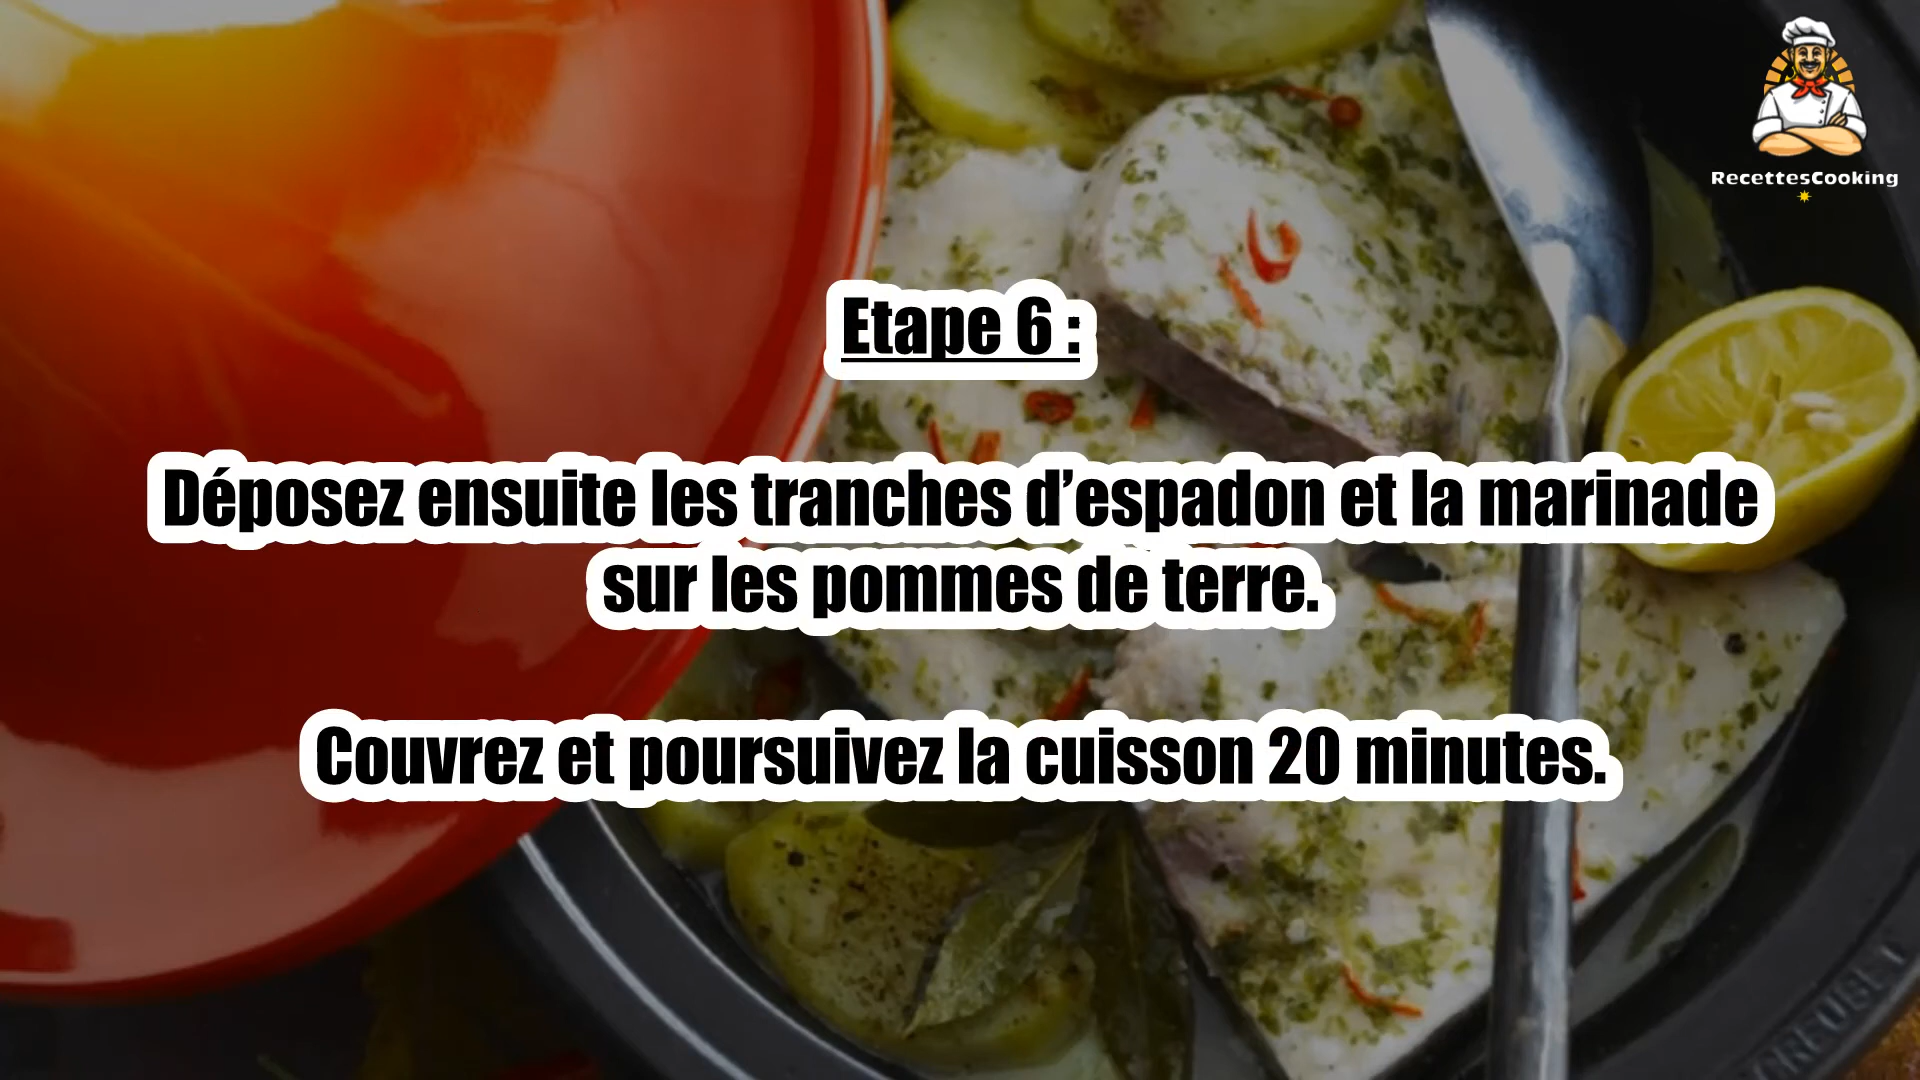 RecettesCooking
Etape 6 :
Déposez ensuite les tranches d’espadon et la marinade
sur les pommes de terre.
Couvrez et poursuivez la cuisson 20 minutes.